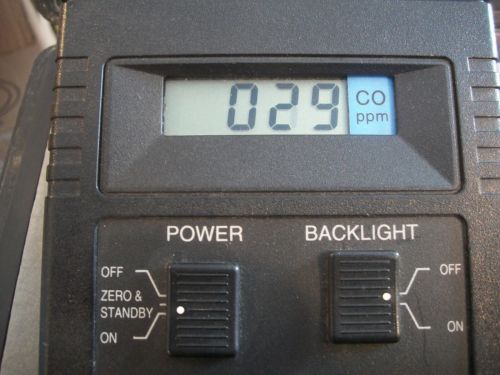 029 CO
ppm
POWER BACKLIGHT
OFF OFF
ZERO &
STANDBY
ON ON